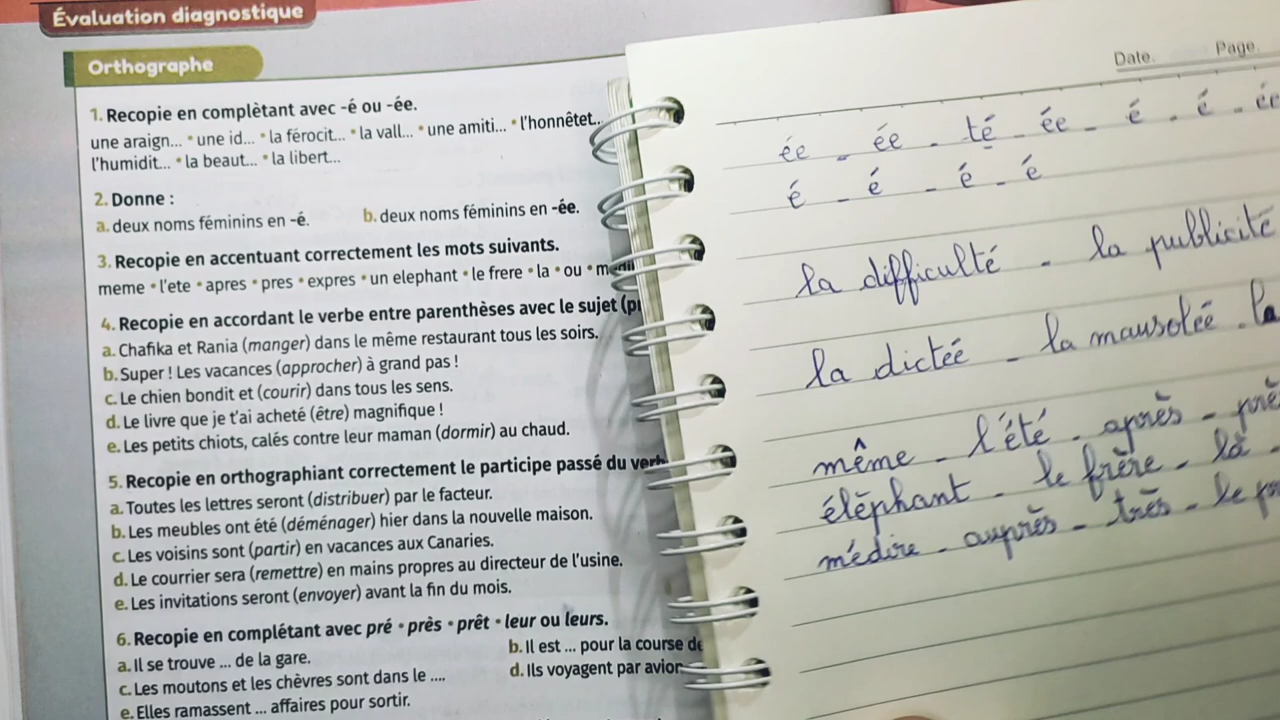 Évaluation diagnostique
Orthographe
1. Recopie en complètant avec -é ou -ée.
une araign... • une id... • la férocit... • la vall... • une amiti... • l'honnêtet...
l'humidit... • la beaut... • la libert...
2. Donne :
a. deux noms féminins en -é. b. deux noms féminins en -ée.
3. Recopie en accentuant correctement les mots suivants.
meme • l'ete • apres • pres • expres • un elephant • le frere • la • ou •
4. Recopie en accordant le verbe entre parenthèses avec le sujet
a. Chafika et Rania (manger) dans le même restaurant tous les soirs.
b. Super ! Les vacances (approcher) à grand pas !
c. Le chien bondit et (courir) dans tous les sens.
d. Le livre que je t'ai acheté (être) magnifique !
e. Les petits chiots, calés contre leur maman (dormir) au chaud.
5. Recopie en orthographiant correctement le participe passé du
a. Toutes les lettres seront (distribuer) par le facteur.
b. Les meubles ont été (déménager) hier dans la nouvelle maison.
c. Les voisins sont (partir) en vacances aux Canaries.
d. Le courrier sera (remettre) en mains propres au directeur de l'usine.
e. Les invitations seront (envoyer) avant la fin du mois.
6. Recopie en complétant avec pré • près • prêt • leur ou leurs.
a. Il se trouve ... de la gare. b. Il est ... pour la course
c. Les moutons et les chèvres sont dans le .... d. Ils voyagent par avion
e. Elles ramassent ... affaires pour sortir.
Date. Page.
ée - ée - té - ée - é - é - ée
é - é - é - é
la difficulté - la publicité
la dictée - la mausolée - la
même - l'été - après -
éléphant - le frère - là -
médire - auprès - très - le